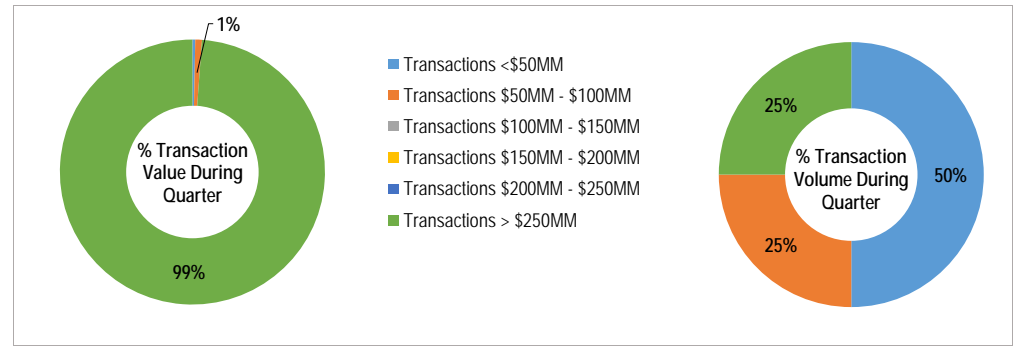 1%
% Transaction
Value During
Quarter
99%
Transactions <$50MM
Transactions $50MM - $100MM
Transactions $100MM - $150MM
Transactions $150MM - $200MM
Transactions $200MM - $250MM
Transactions > $250MM
25%
% Transaction
Volume During
Quarter
50%
25%